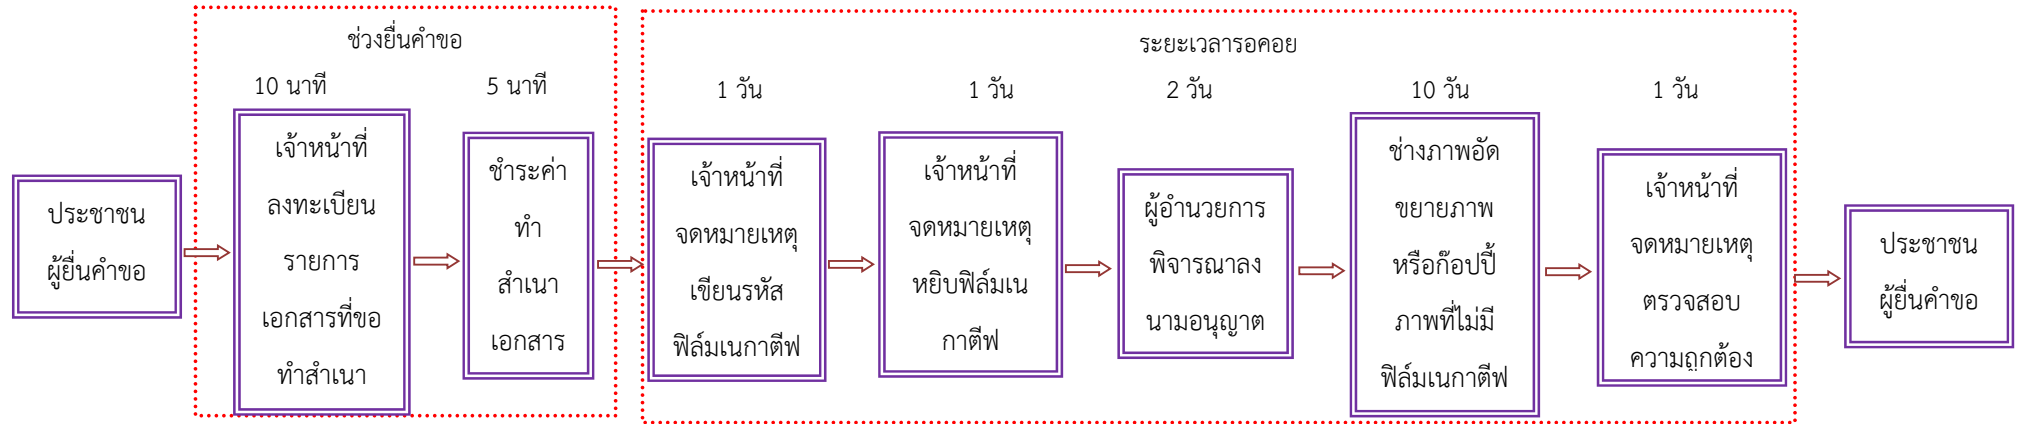 ช่วงยื่นคำขอ
ระยะเวลารอคอย
10 นาที
5 นาที
1 วัน
1 วัน
2 วัน
10 วัน
1 วัน
ประชาชน
ผู้ยื่นคำขอ
เจ้าหน้าที่
ลงทะเบียน
รายการ
เอกสารที่ขอ
ทำสำเนา
ชำระค่า
ทำ
สำเนา
เอกสาร
เจ้าหน้าที่
จดหมายเหตุ
เขียนรหัส
ฟิล์มเนกาตีฟ
เจ้าหน้าที่
จดหมายเหตุ
หยิบฟิล์มเน
กาตีฟ
ผู้อำนวยการ
พิจารณาลง
นามอนุญาต
ช่างภาพอัด
ขยายภาพ
หรือก๊อปปี้
ภาพที่ไม่มี
ฟิล์มเนกาตีฟ
เจ้าหน้าที่
จดหมายเหตุ
ตรวจสอบ
ความถูกต้อง
ประชาชน
ผู้ยื่นคำขอ